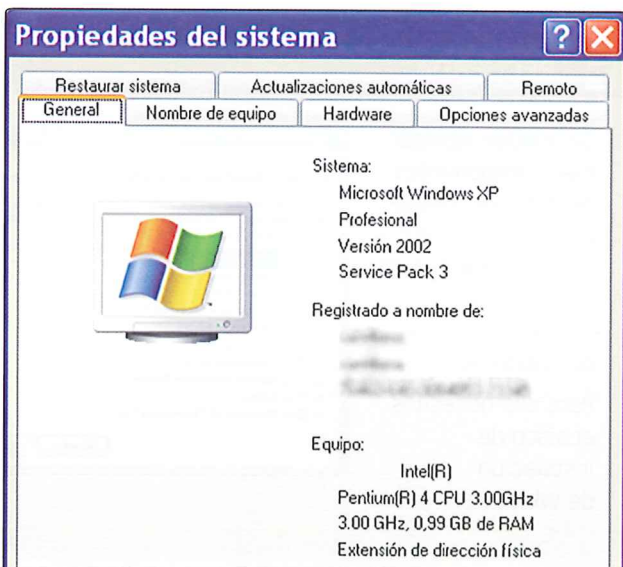 Propiedades del sistema
Restaurar sistema Actualizaciones automáticas Remoto
General Nombre de equipo Hardware Opciones avanzadas
Sistema:
Microsoft Windows XP
Profesional
Versión 2002
Service Pack 3
Registrado a nombre de:
Equipo:
Intel(R)
Pentium(R) 4 CPU 3.00GHz
3.00 GHz, 0,99 GB de RAM
Extensión de dirección física